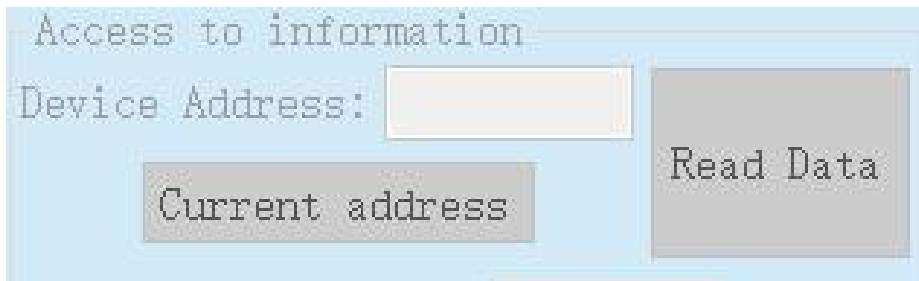 Access to information
Device Address:
Read Data
Current address